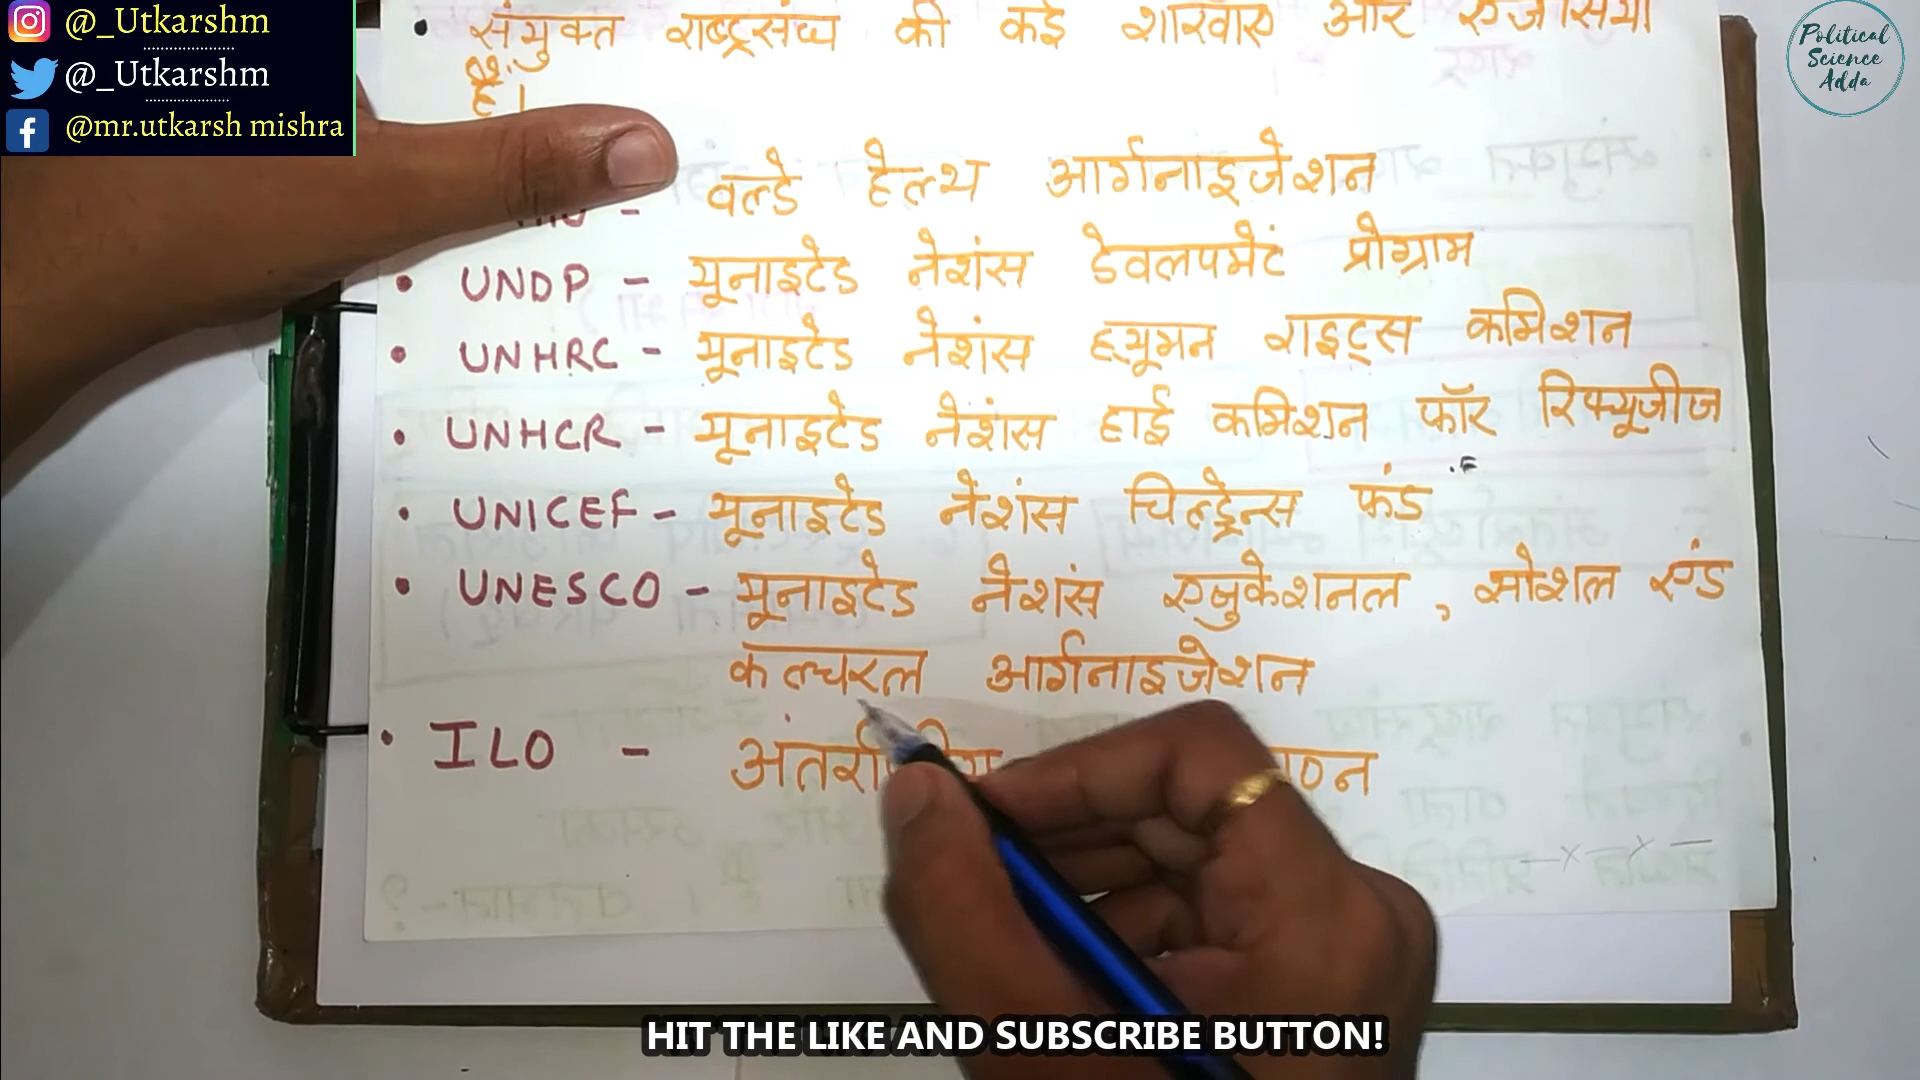 @_Utkarshm
@_Utkarshm
@mr.utkarsh mishra
Political
Science
Adda
• संयुक्त राष्ट्रसंघ की कई शाखाएं और एजेंसियां
हैं।
- वर्ल्ड हेल्थ आर्गनाइजेशन
• UNDP - यूनाइटेड नेशंस डेवलपमेंट प्रोग्राम
• UNHRC - यूनाइटेड नेशंस ह्यूमन राइट्स कमिशन
• UNHCR - यूनाइटेड नेशंस हाई कमिशन फॉर रिफ्यूजीज
• UNICEF - यूनाइटेड नेशंस चिल्ड्रेन्स फंड
• UNESCO - यूनाइटेड नेशंस एजुकेशनल, सोशल एंड
कल्चरल आर्गनाइजेशन
• ILO -
HIT THE LIKE AND SUBSCRIBE BUTTON!